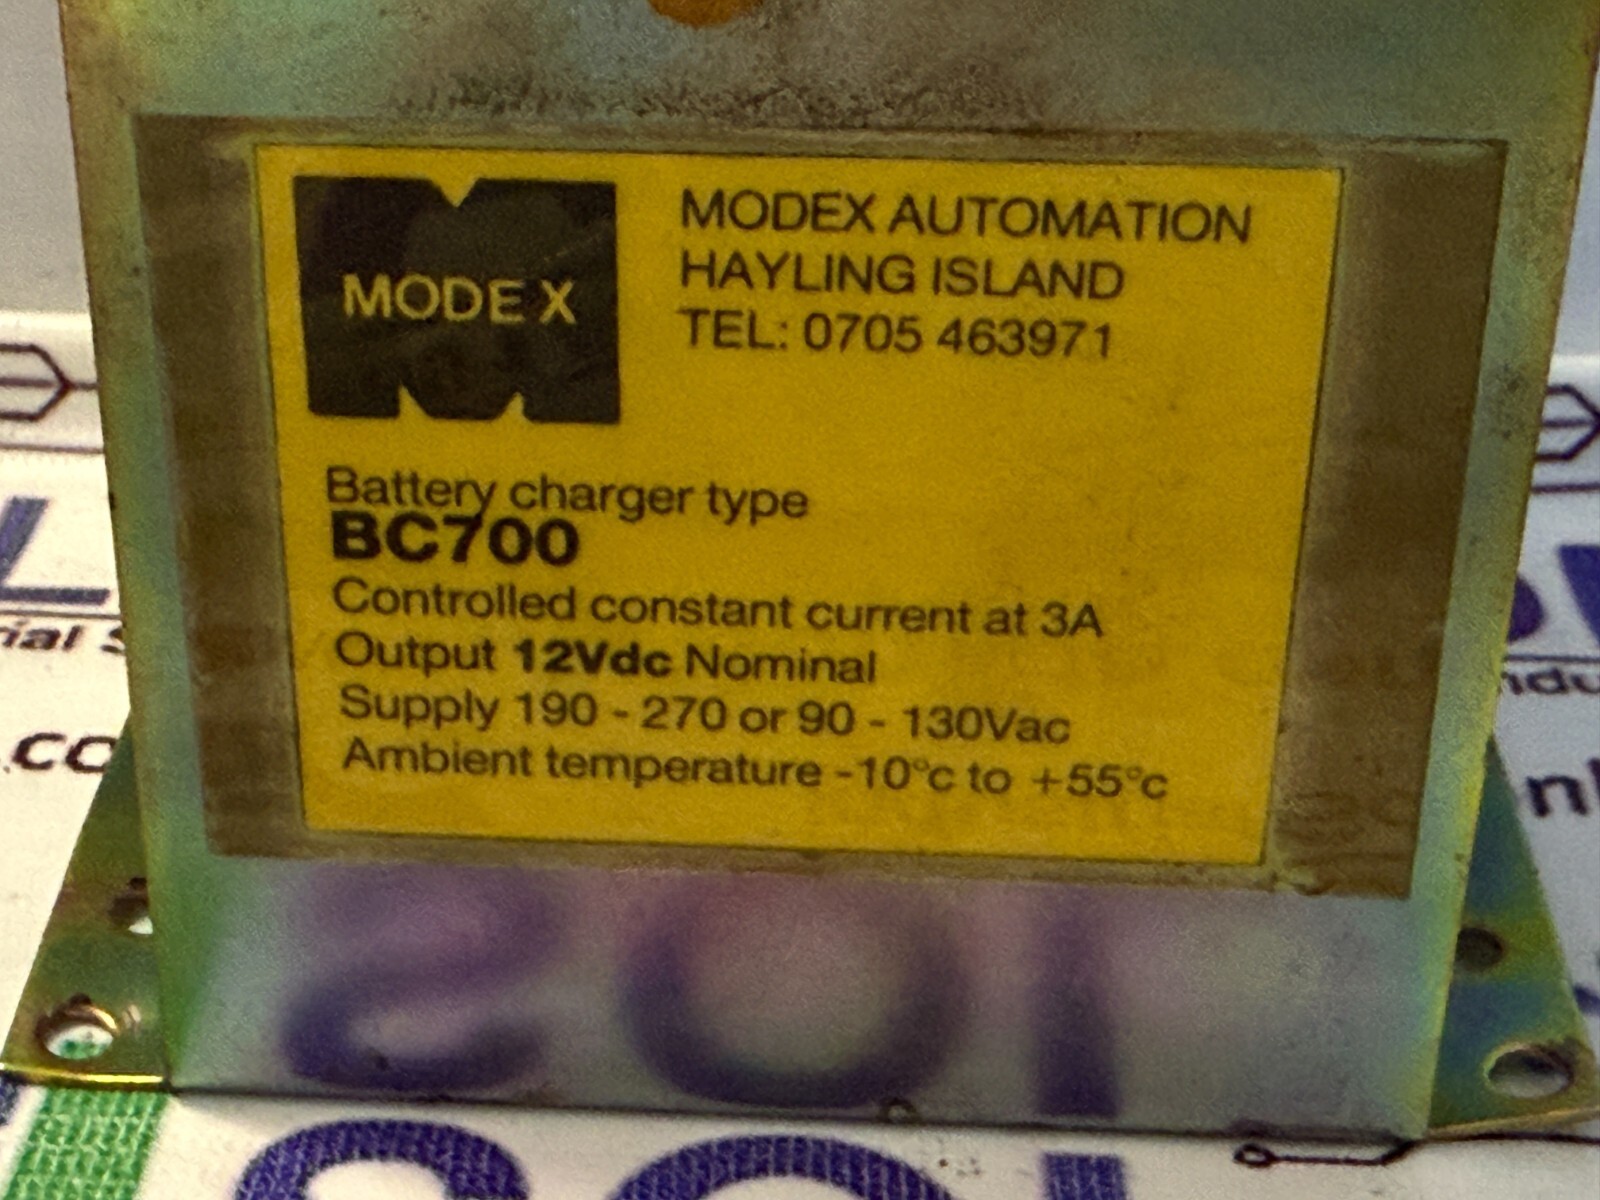 MODEX
MODEX AUTOMATION
HAYLING ISLAND
TEL: 0705 463971
Battery charger type
BC700
Controlled constant current at 3A
Output 12Vdc Nominal
Supply 190 - 270 or 90 - 130Vac
Ambient temperature -10°c to +55°c